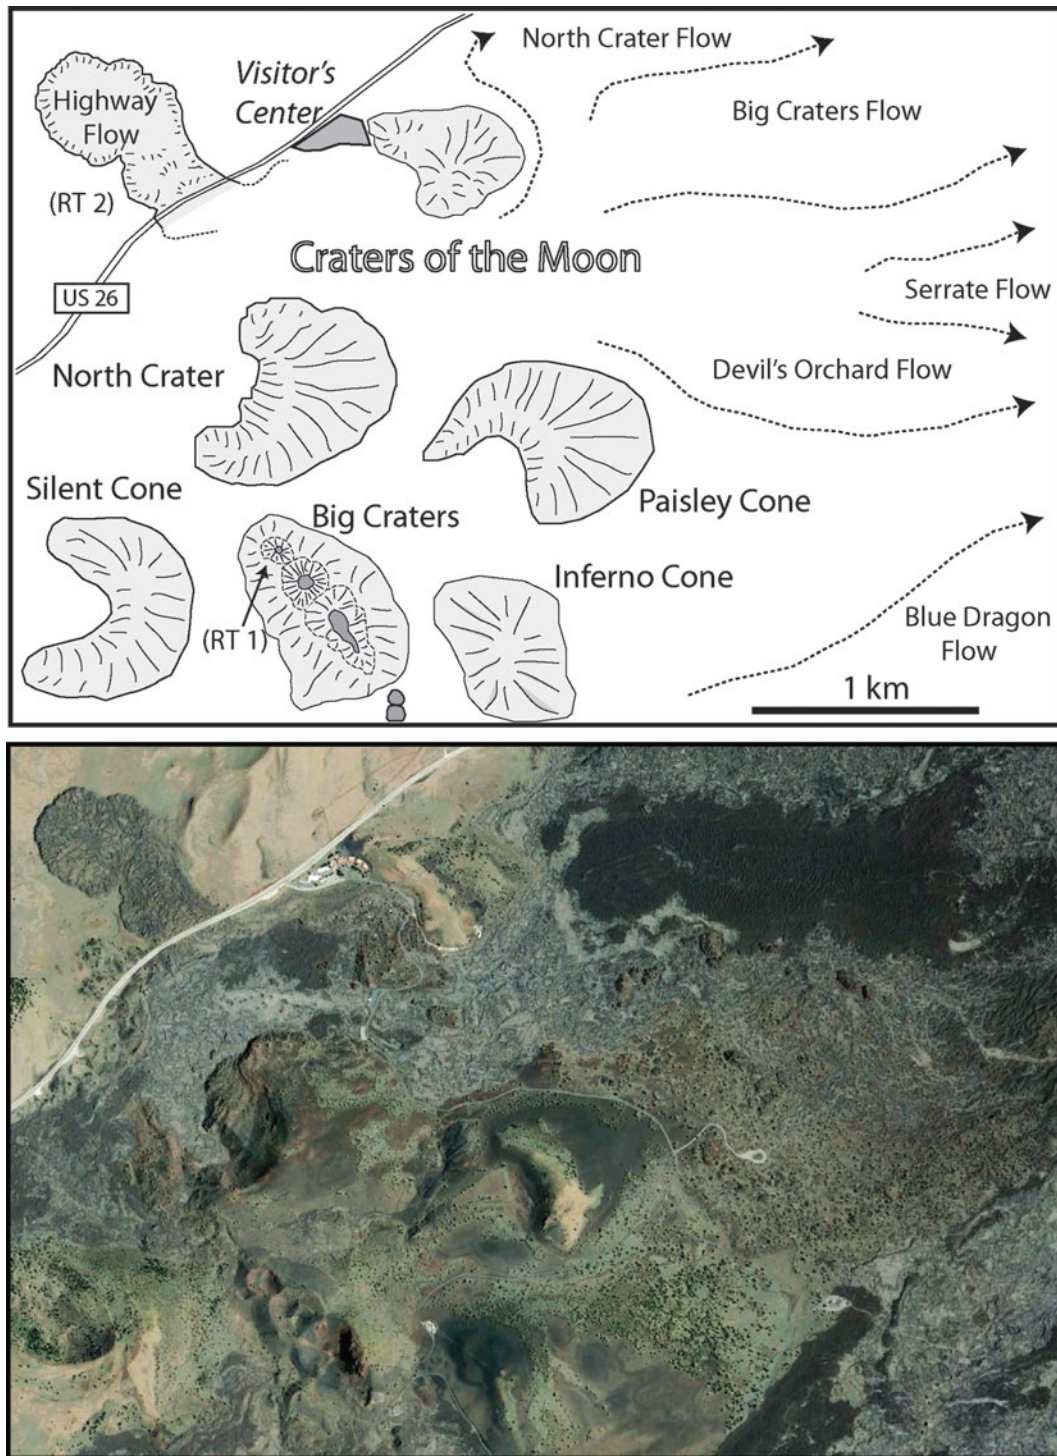 North Crater Flow
Visitor's
Center
Highway
Flow
Big Craters Flow
(RT 2)
Craters of the Moon
US 26
Serrate Flow
North Crater
Devil's Orchard Flow
Silent Cone
Big Craters
Paisley Cone
Inferno Cone
(RT 1)
Blue Dragon
Flow
1 km